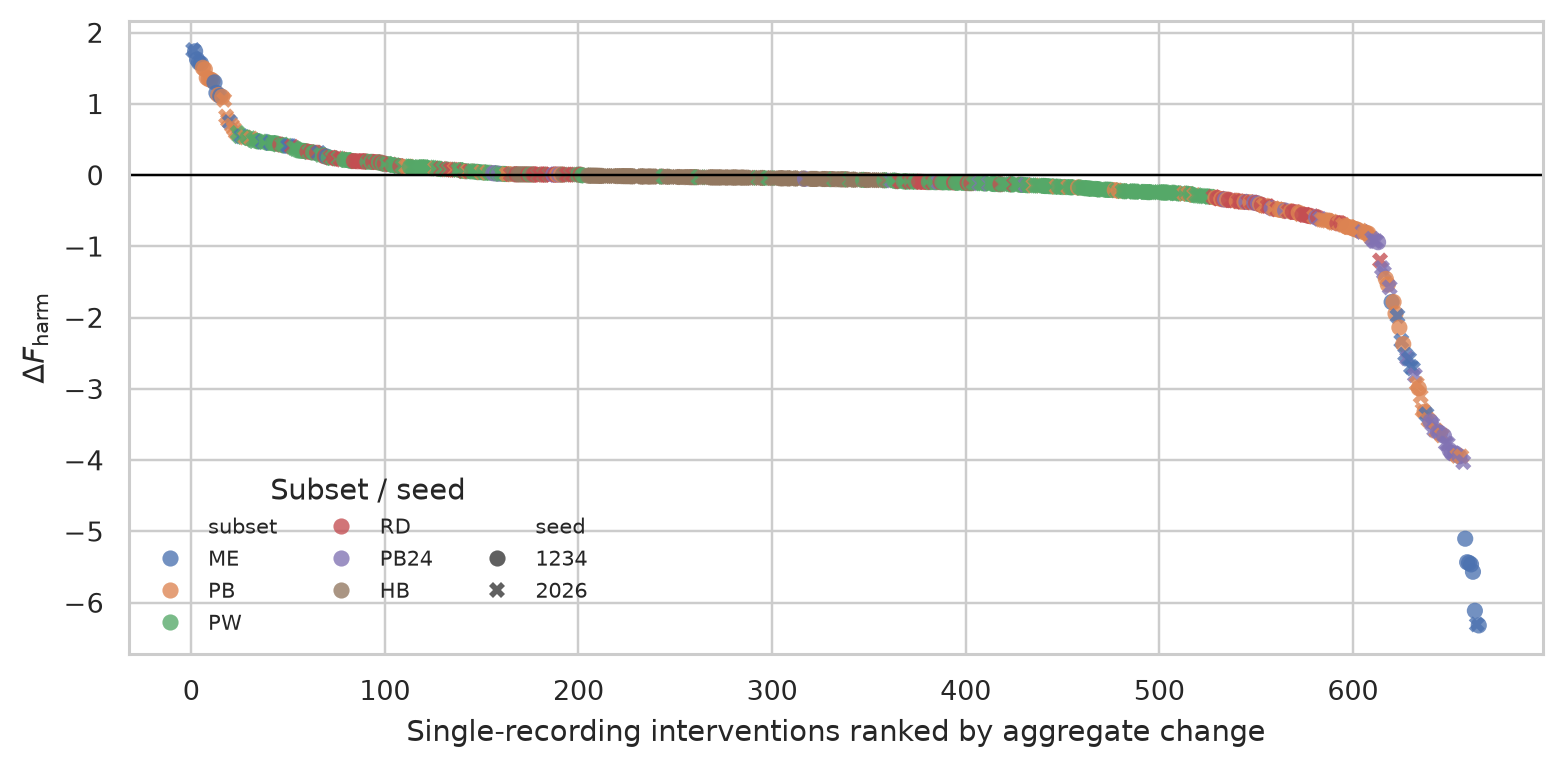 2
1
0
−1
−2
−3
−4
−5
−6
ΔF_harm
Subset / seed
subset
ME
PB
PW
RD
PB24
HB
seed
1234
2026
0 100 200 300 400 500 600
Single-recording interventions ranked by aggregate change